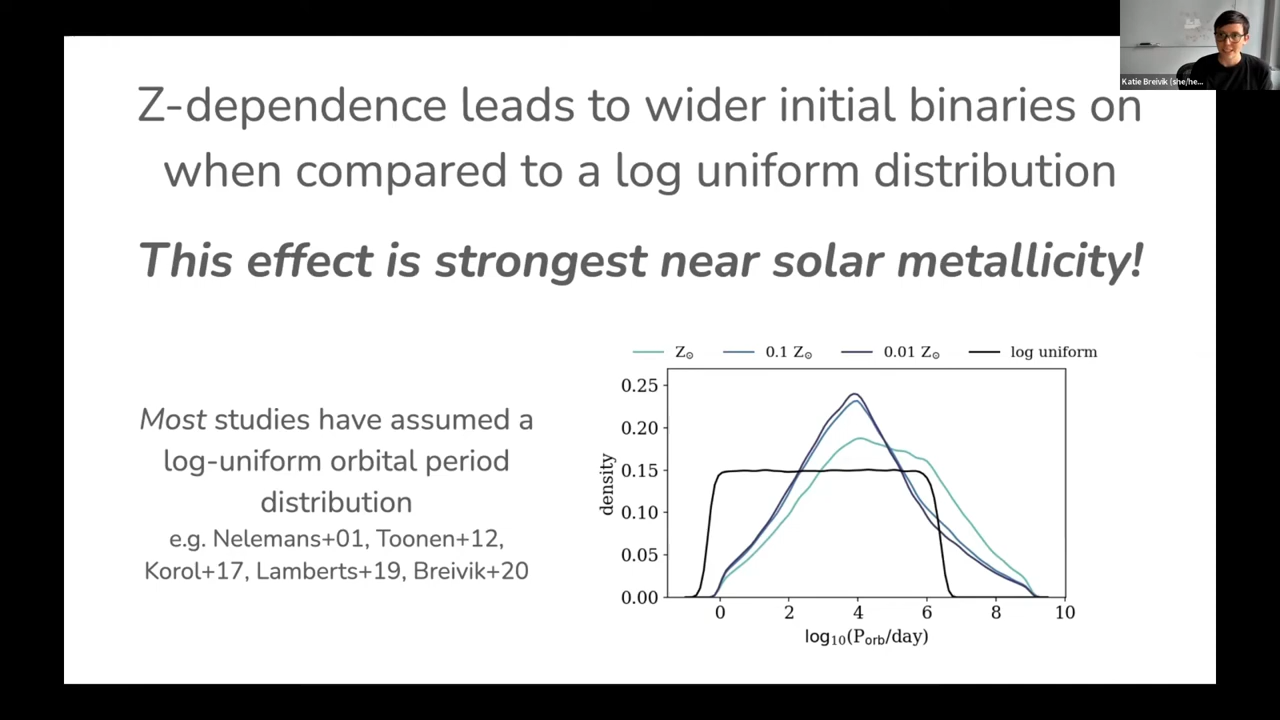 Katie Breivik (she/he...
Z-dependence leads to wider initial binaries on
when compared to a log uniform distribution
This effect is strongest near solar metallicity!
Most studies have assumed a
log-uniform orbital period
distribution
e.g. Nelemans+01, Toonen+12,
Korol+17, Lamberts+19, Breivik+20
Z⊙ 0.1 Z⊙ 0.01 Z⊙ log uniform
density
0.25
0.20
0.15
0.10
0.05
0.00
0 2 4 6 8 10
log₁₀(Pₒᵣb/day)